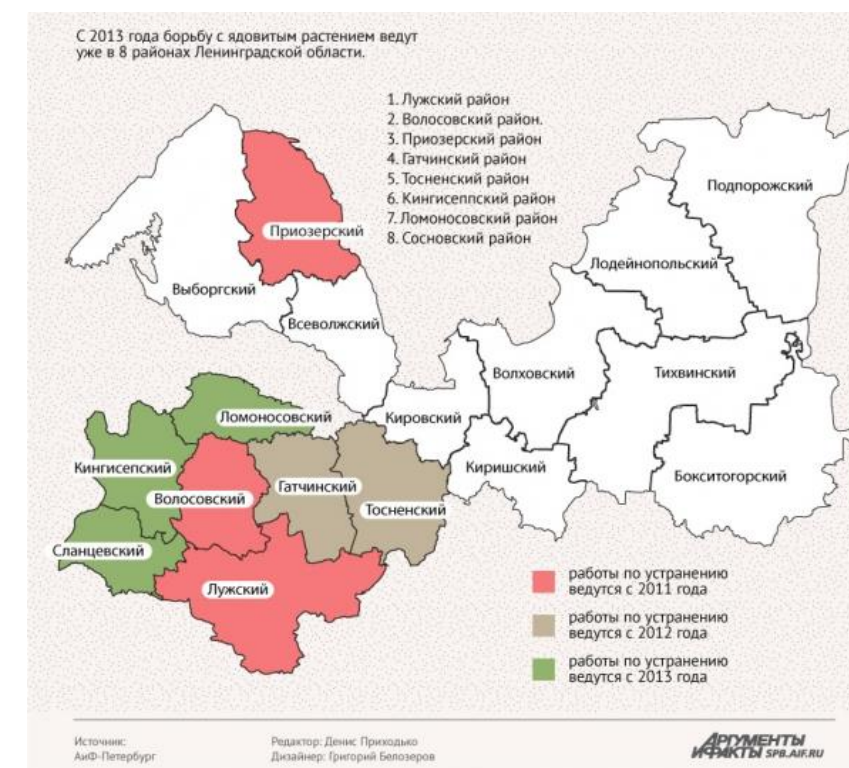 С 2013 года борьбу с ядовитым растением ведут
уже в 8 районах Ленинградской области.
1. Лужский район
2. Волосовский район.
3. Приозерский район
4. Гатчинский район
5. Тосненский район
6. Кингисеппский район
7. Ломоносовский район
8. Сосновский район
Подпорожский
Приозерский
Лодейнопольский
Выборгский
Всеволжский
Волховский
Тихвинский
Ломоносовский
Кировский
Кингисепский
Киришский
Бокситогорский
Волосовский
Гатчинский
Тосненский
Сланцевский
Лужский
работы по устранению
ведутся с 2011 года
работы по устранению
ведутся с 2012 года
работы по устранению
ведутся с 2013 года
Источник:
АиФ-Петербург
Редактор: Денис Приходько
Дизайнер: Григорий Белозеров
АРГУМЕНТЫ
И ФАКТЫ SPB.AIF.RU